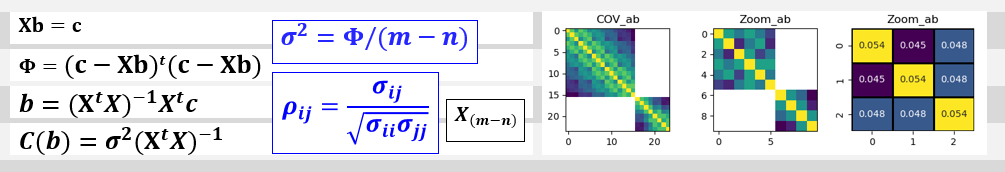 Xb = c
Φ = (c − Xb)ᵗ(c − Xb)
b = (XᵗX)⁻¹Xᵗc
C(b) = σ²(XᵗX)⁻¹
σ² = Φ/(m − n)
ρᵢⱼ = σᵢⱼ / √σᵢᵢσⱼⱼ
X₍ₘ₋ₙ₎
COV_ab
0
5
10
15
20
0 20
Zoom_ab
0
2
4
6
8
0 5
Zoom_ab
0 0.054 0.045 0.048
1 0.045 0.054 0.048
2 0.048 0.048 0.054
0 1 2